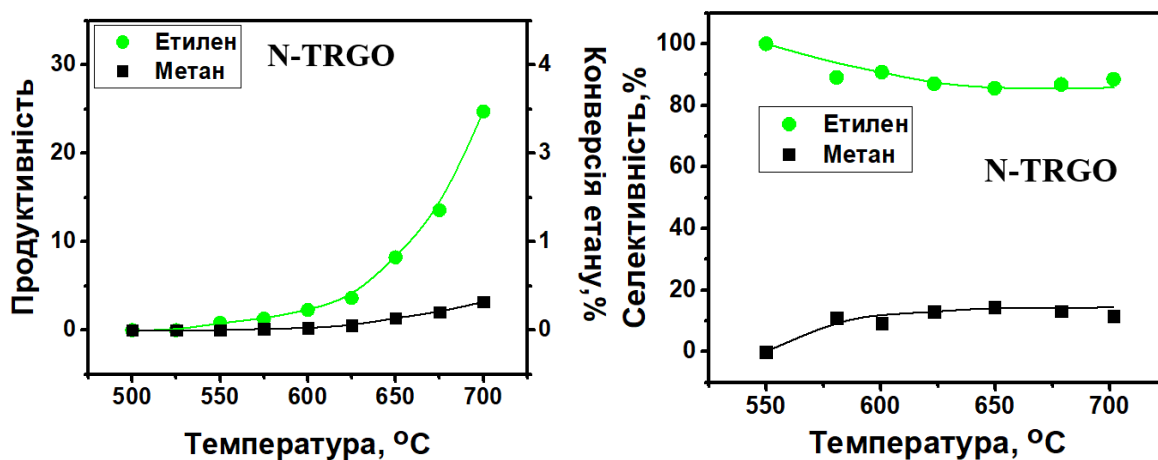 Етилен
Метан
N-TRGO
Продуктивність
30
20
10
0
4
3
1
0
Конверсія етану,%
500
550
600
650
700
Температура, °C
Селективність,%
100
80
60
40
20
0
Етилен
Метан
N-TRGO
550
600
650
700
Температура, °C